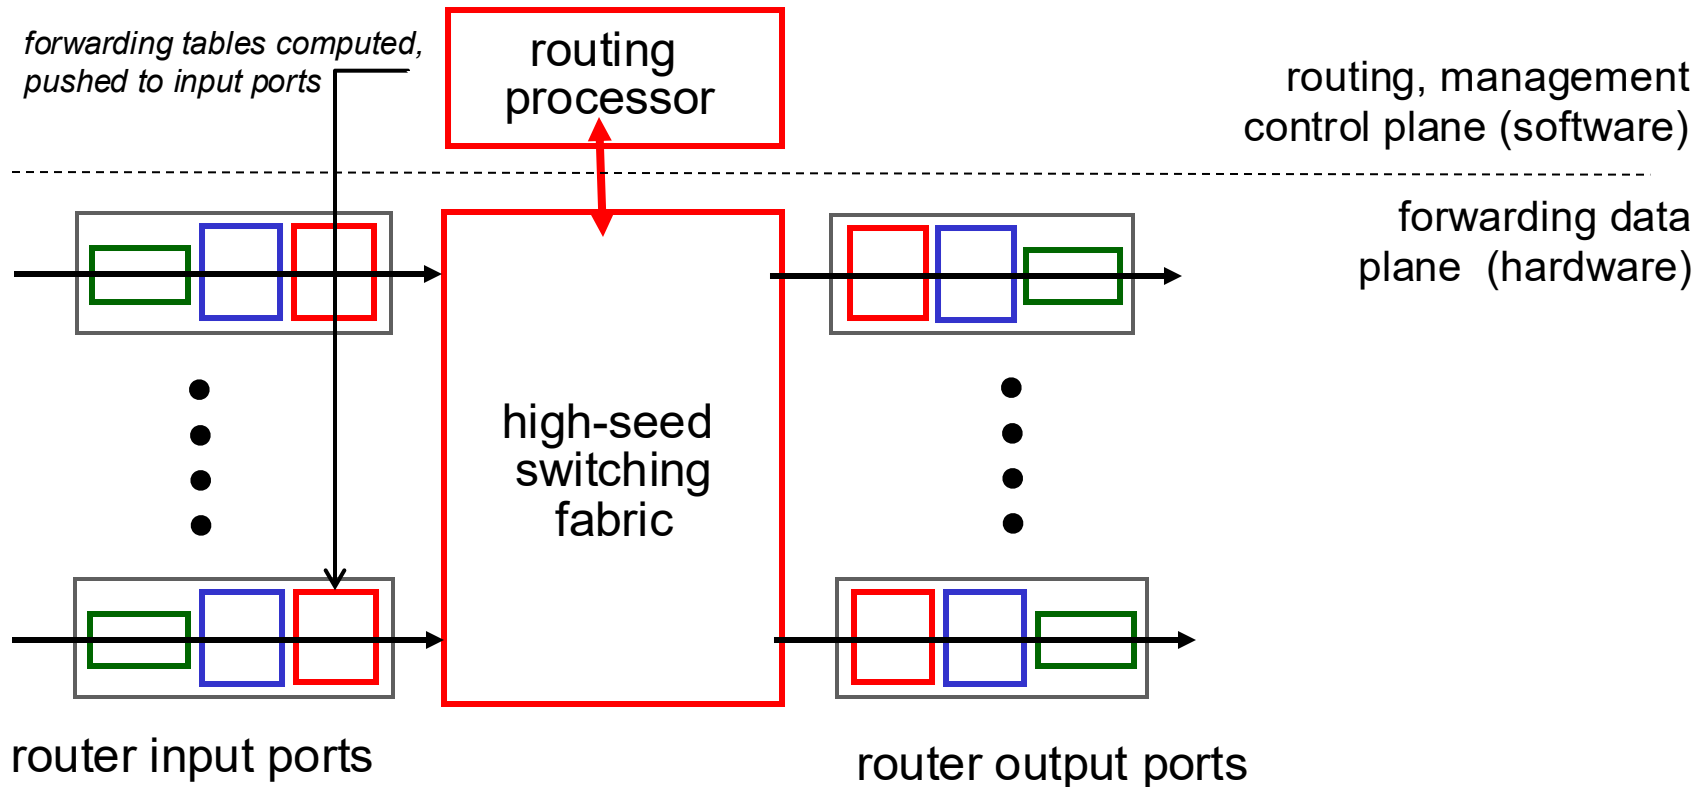 forwarding tables computed,
pushed to input ports
routing
processor
routing, management
control plane (software)
forwarding data
plane (hardware)
high-seed
switching
fabric
router input ports
router output ports